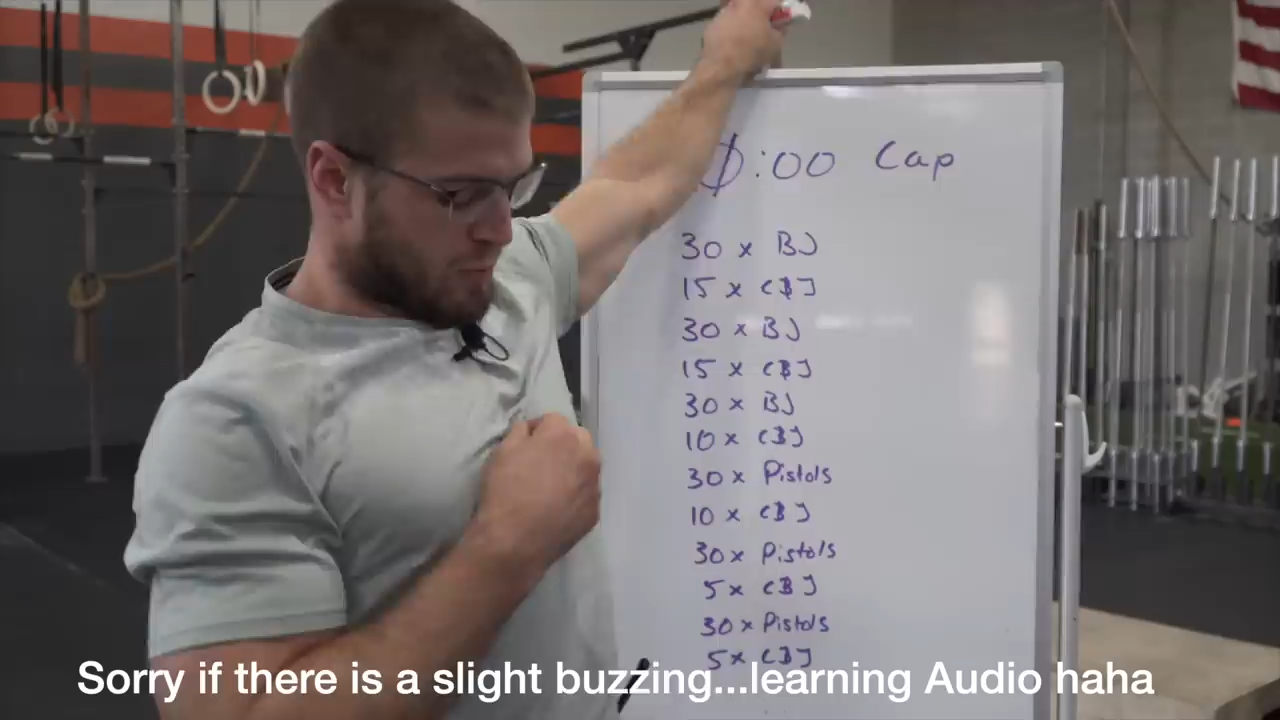 0:00 Cap
30 x BJ
15 x CBJ
30 x BJ
15 x CBJ
30 x BJ
10 x CBJ
30 x Pistols
10 x CBJ
30 x Pistols
5 x CBJ
30 x Pistols
5 x CBJ
Sorry if there is a slight buzzing...learning Audio haha